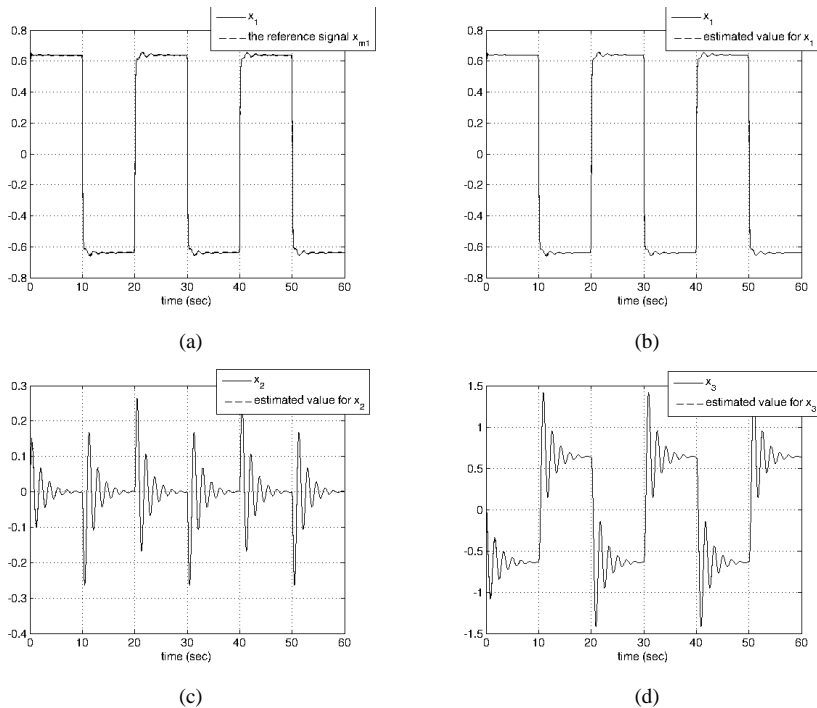 x₁
the reference signal xₘ₁
0.8
0.6
0.4
0.2
0
-0.2
-0.4
-0.6
-0.8
0 10 20 30 40 50 60
time (sec)
(a)
x₁
estimated value for x₁
0.8
0.6
0.4
0.2
0
-0.2
-0.4
-0.6
-0.8
0 10 20 30 40 50 60
time (sec)
(b)
x₂
estimated value for x₂
0.3
0.2
0.1
0
-0.1
-0.2
-0.3
-0.4
0 10 20 30 40 50 60
time (sec)
(c)
x₃
estimated value for x₃
1.5
1
0.5
0
-0.5
-1
-1.5
0 10 20 30 40 50 60
time (sec)
(d)